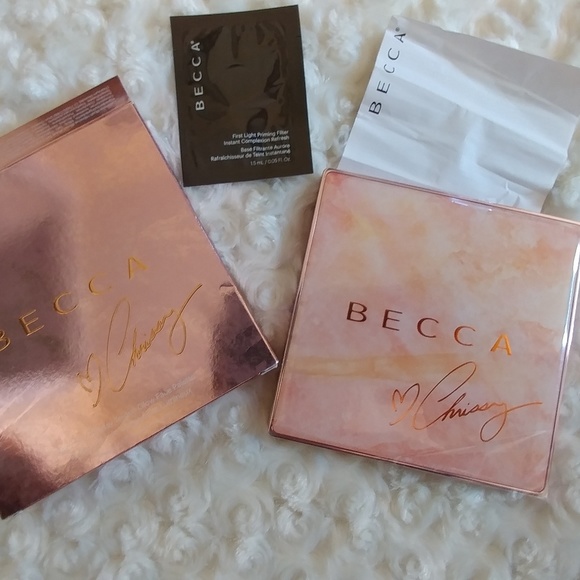 BECCA
First Light Priming Filter
Instant Complexion Refresh
Base Filtrante Aurore
Rafraîchisseur de Teint Instantané
BECCA
BECCA
♡Chrissy
BECCA
♡Chrissy